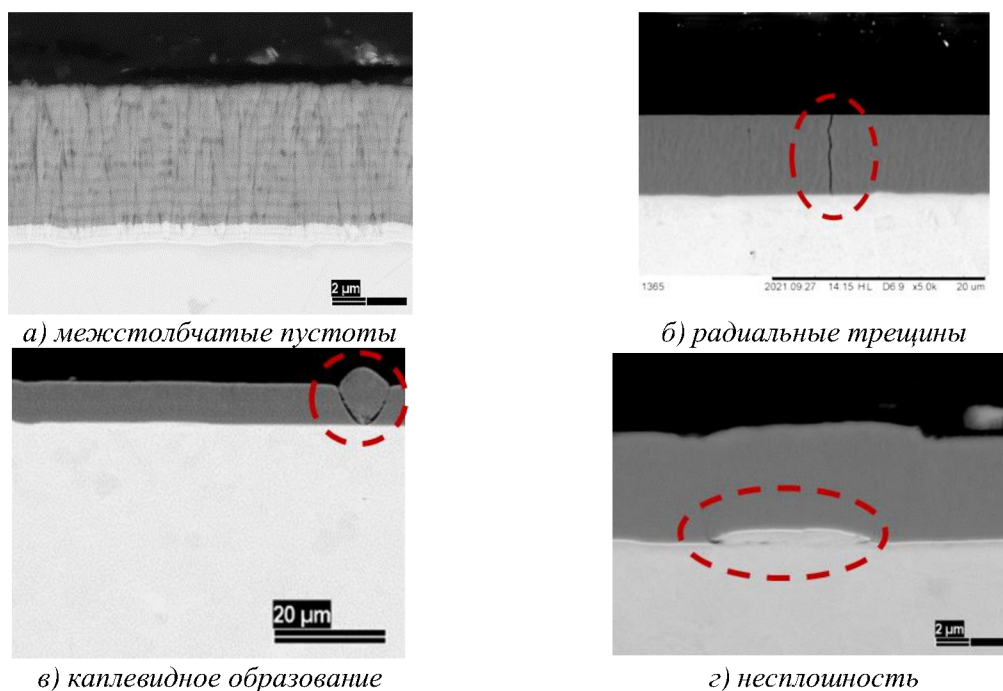 2 µm
1365 2021.09.27 14:15 HL D6.9 x5.0k 20 um
а) межстолбчатые пустоты
б) радиальные трещины
20 µm
2 µm
в) каплевидное образование
г) несплошность